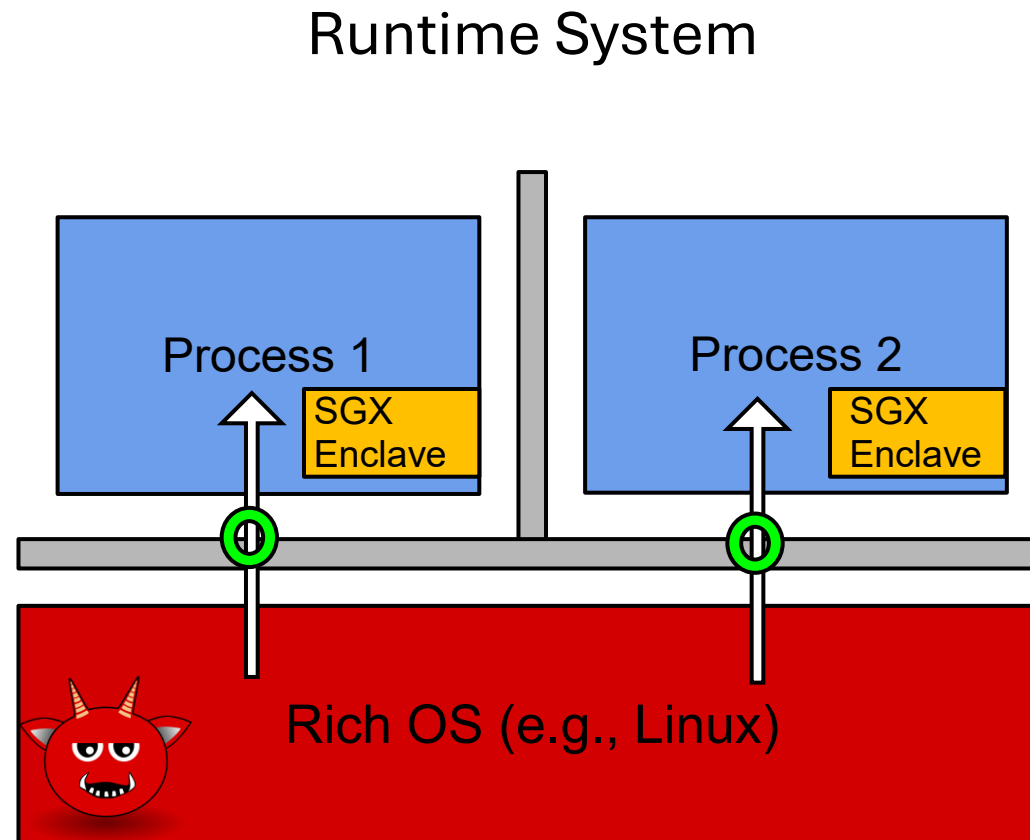 Runtime System
Process 1
SGX
Enclave
Process 2
SGX
Enclave
Rich OS (e.g., Linux)